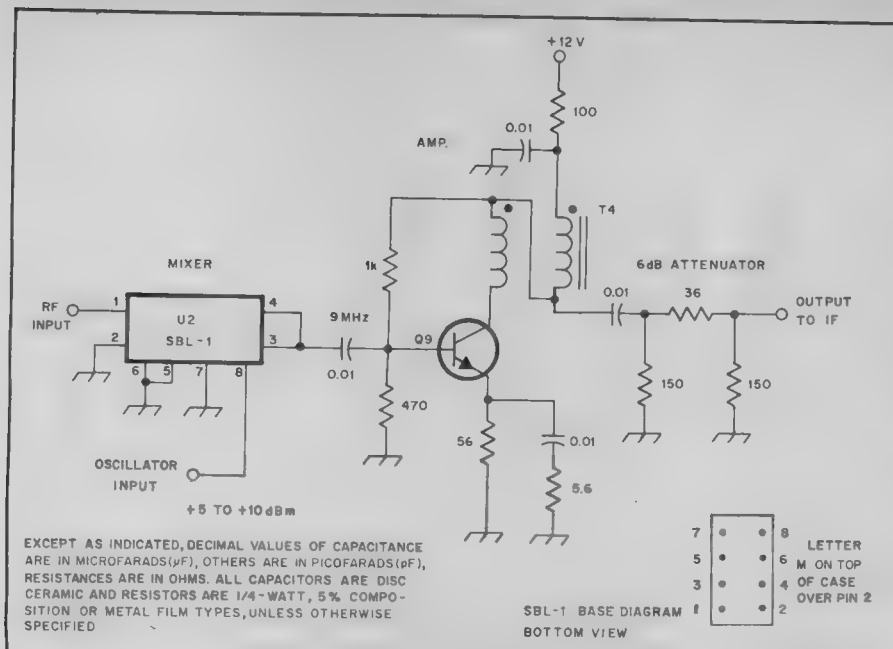 +12 V
100
0.01
AMP.
T4
MIXER
1k
6dB ATTENUATOR
RF
INPUT
1
2
U2
SBL-1
4
3
6
5
7
8
9 MHz
0.01
Q9
0.01
36
OUTPUT
TO IF
470
150
150
56
0.01
5.6
OSCILLATOR
INPUT
+5 TO +10 dBm
EXCEPT AS INDICATED, DECIMAL VALUES OF CAPACITANCE
ARE IN MICROFARADS (µF), OTHERS ARE IN PICOFARADS (pF),
RESISTANCES ARE IN OHMS. ALL CAPACITORS ARE DISC
CERAMIC AND RESISTORS ARE 1/4-WATT, 5% COMPO-
SITION OR METAL FILM TYPES, UNLESS OTHERWISE
SPECIFIED
7
8
5
6
3
4
1
2
LETTER
M ON TOP
OF CASE
OVER PIN 2
SBL-1 BASE DIAGRAM
BOTTOM VIEW